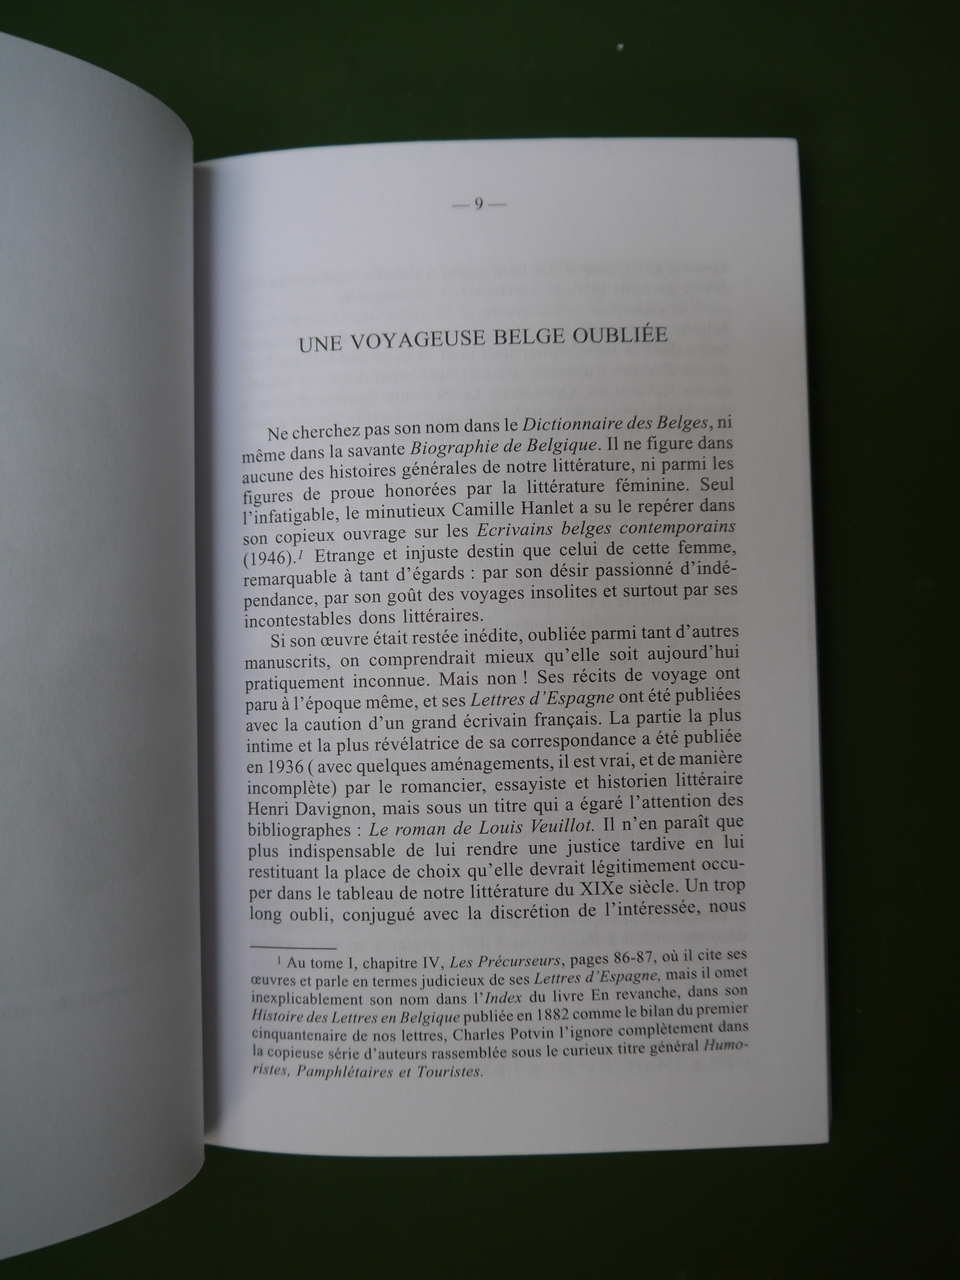 — 9 —
UNE VOYAGEUSE BELGE OUBLIÉE
Ne cherchez pas son nom dans le Dictionnaire des Belges, ni
même dans la savante Biographie de Belgique. Il ne figure dans
aucune des histoires générales de notre littérature, ni parmi les
figures de proue honorées par la littérature féminine. Seul
l'infatigable, le minutieux Camille Hanlet a su le repérer dans
son copieux ouvrage sur les Ecrivains belges contemporains
(1946).1 Etrange et injuste destin que celui de cette femme,
remarquable à tant d'égards : par son désir passionné d'indé-
pendance, par son goût des voyages insolites et surtout par ses
incontestables dons littéraires.
Si son œuvre était restée inédite, oubliée parmi tant d'autres
manuscrits, on comprendrait mieux qu'elle soit aujourd'hui
pratiquement inconnue. Mais non ! Ses récits de voyage ont
paru à l'époque même, et ses Lettres d'Espagne ont été publiées
avec la caution d'un grand écrivain français. La partie la plus
intime et la plus révélatrice de sa correspondance a été publiée
en 1936 ( avec quelques aménagements, il est vrai, et de manière
incomplète) par le romancier, essayiste et historien littéraire
Henri Davignon, mais sous un titre qui a égaré l'attention des
bibliographes : Le roman de Louis Veuillot. Il n'en paraît que
plus indispensable de lui rendre une justice tardive en lui
restituant la place de choix qu'elle devrait légitimement occu-
per dans le tableau de notre littérature du XIXe siècle. Un trop
long oubli, conjugué avec la discrétion de l'intéressée, nous
1 Au tome I, chapitre IV, Les Précurseurs, pages 86-87, où il cite ses
œuvres et parle en termes judicieux de ses Lettres d'Espagne, mais il omet
inexplicablement son nom dans l'Index du livre En revanche, dans son
Histoire des Lettres en Belgique publiée en 1882 comme le bilan du premier
cinquantenaire de nos lettres, Charles Potvin l'ignore complètement dans
la copieuse série d'auteurs rassemblée sous le curieux titre général Humo-
ristes, Pamphlétaires et Touristes.